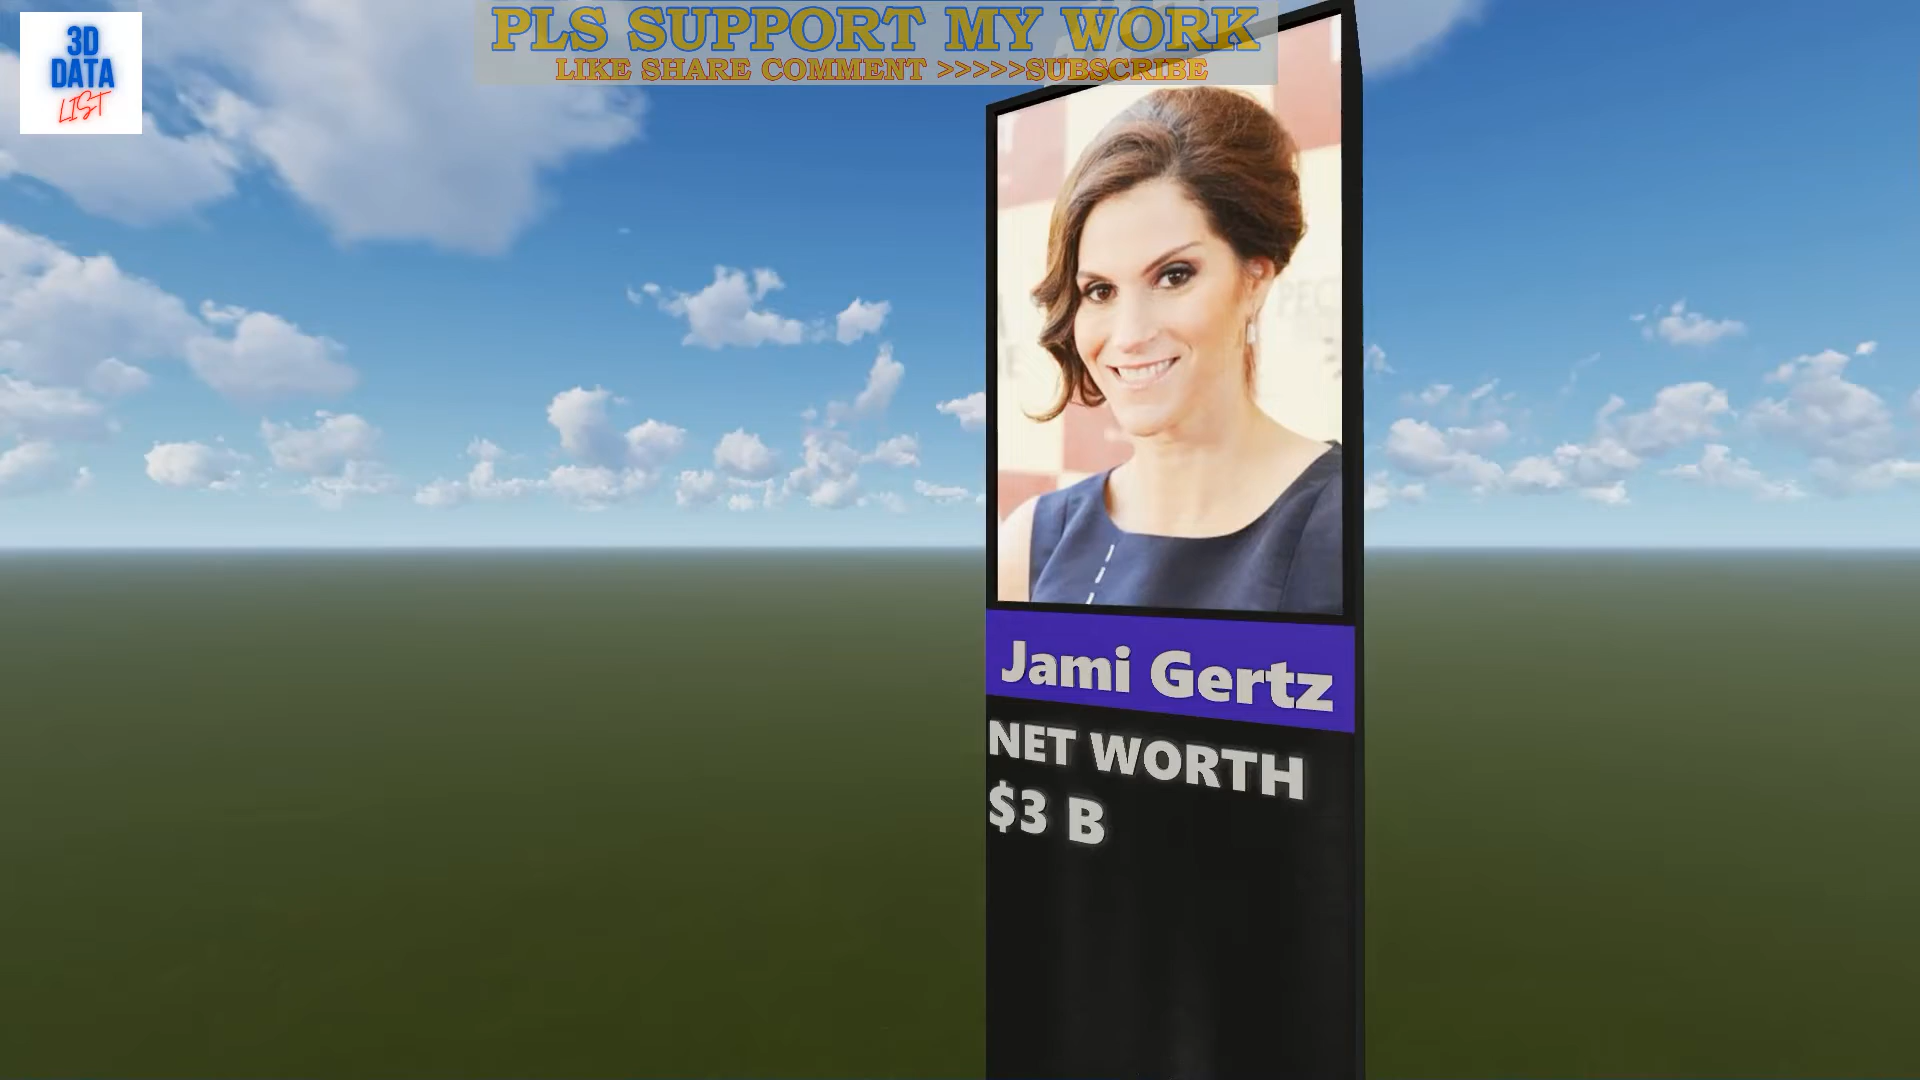 3D
DATA
LIST
PLS SUPPORT MY WORK
LIKE SHARE COMMENT >>>>>SUBSCRIBE
Jami Gertz
NET WORTH
$3 B